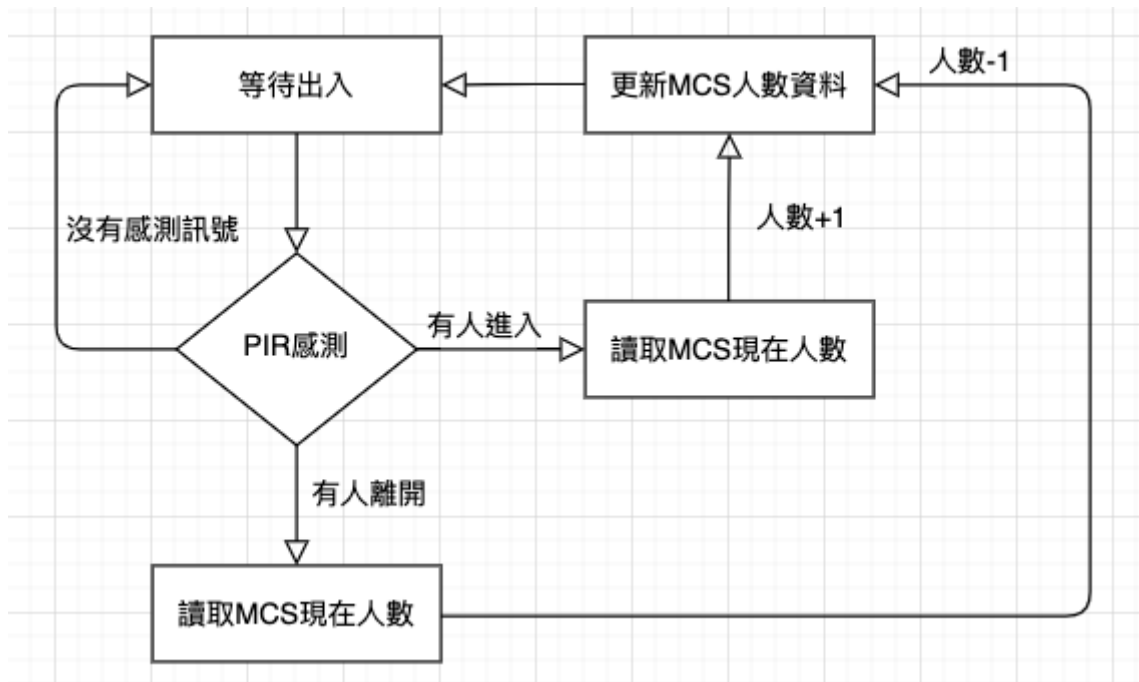 等待出入
更新MCS人數資料
人數-1
沒有感測訊號
人數+1
PIR感測
有人進入
讀取MCS現在人數
有人離開
讀取MCS現在人數